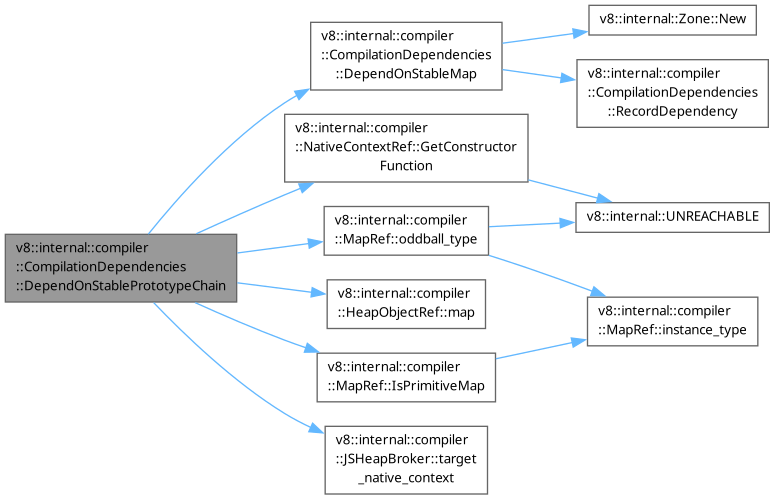 v8::internal::compiler
::CompilationDependencies
::DependOnStablePrototypeChain
v8::internal::compiler
::CompilationDependencies
::DependOnStableMap
v8::internal::compiler
::NativeContextRef::GetConstructor
Function
v8::internal::compiler
::MapRef::oddball_type
v8::internal::compiler
::HeapObjectRef::map
v8::internal::compiler
::MapRef::IsPrimitiveMap
v8::internal::compiler
::JSHeapBroker::target
_native_context
v8::internal::Zone::New
v8::internal::compiler
::CompilationDependencies
::RecordDependency
v8::internal::UNREACHABLE
v8::internal::compiler
::MapRef::instance_type